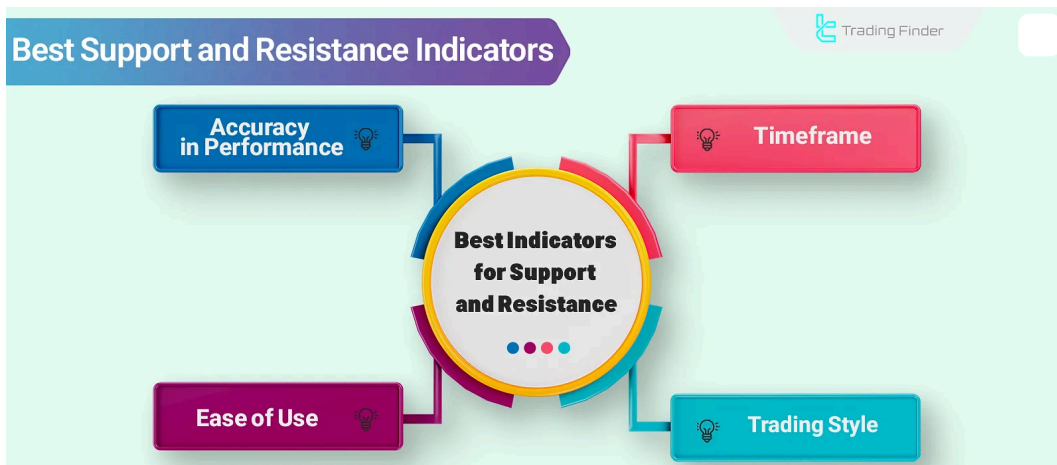 Best Support and Resistance Indicators
Trading Finder
Accuracy
in Performance
Timeframe
Best Indicators
for Support
and Resistance
Ease of Use
Trading Style